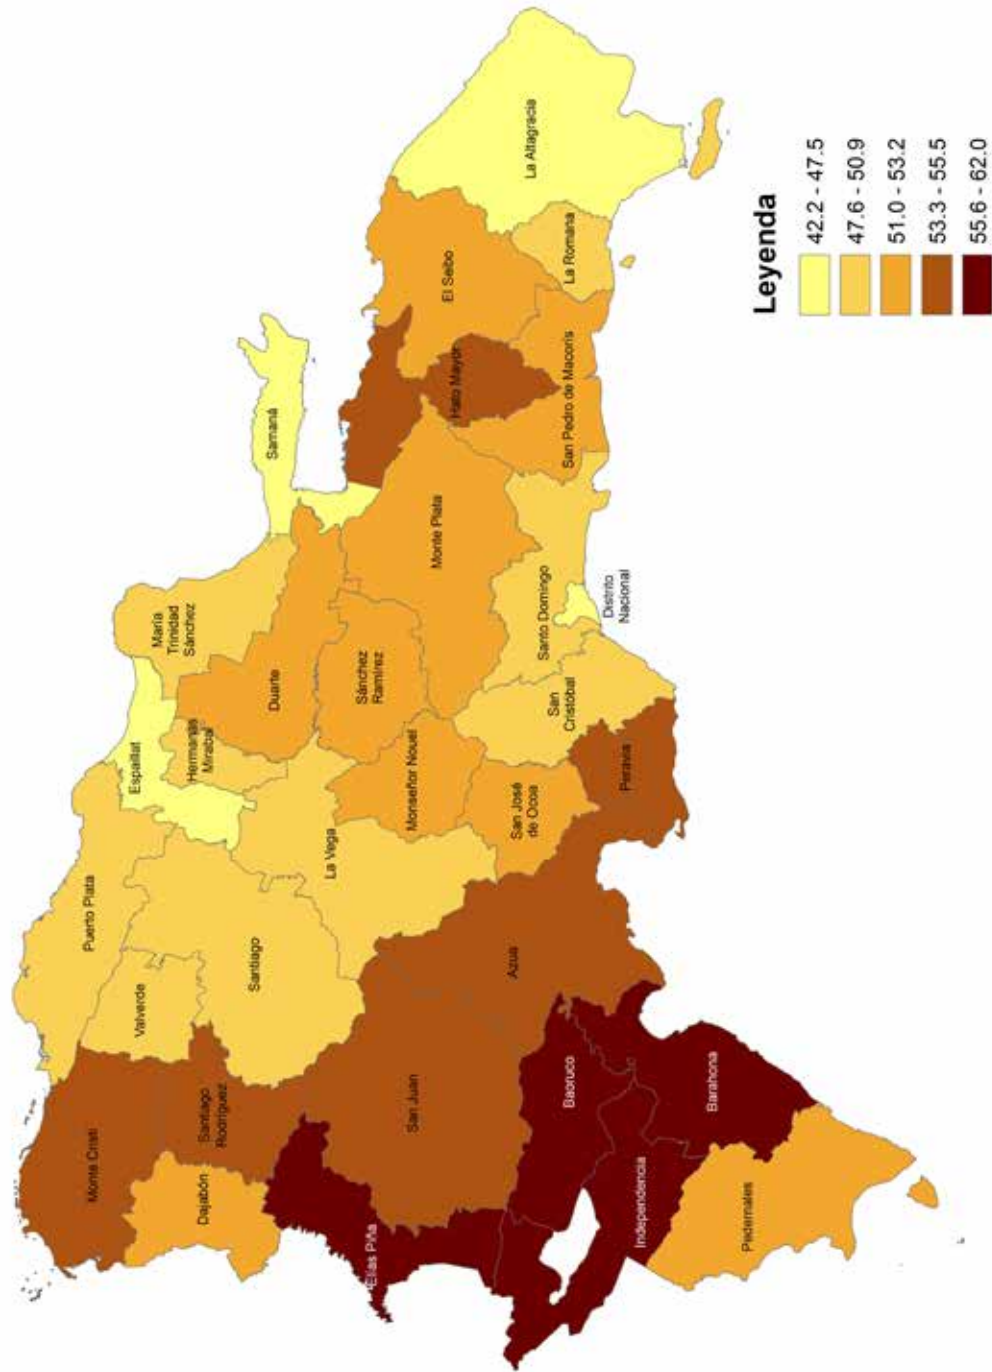 Puerto Plata
Monte Cristi
Valverde
Espaillat
María
Trinidad
Sánchez
Hermanas
Mirabal
Dajabón
Santiago
Rodríguez
Santiago
Duarte
Samaná
La Vega
Sánchez
Ramírez
Elías Piña
San Juan
Monseñor Nouel
Monte Plata
Hato Mayor
El Seibo
La Altagracia
Azua
San José
de Ocoa
San
Cristóbal
Santo Domingo
San Pedro de Macorís
La Romana
Baoruco
Peravia
Distrito
Nacional
Independencia
Barahona
Pedernales
Leyenda
42.2 - 47.5
47.6 - 50.9
51.0 - 53.2
53.3 - 55.5
55.6 - 62.0